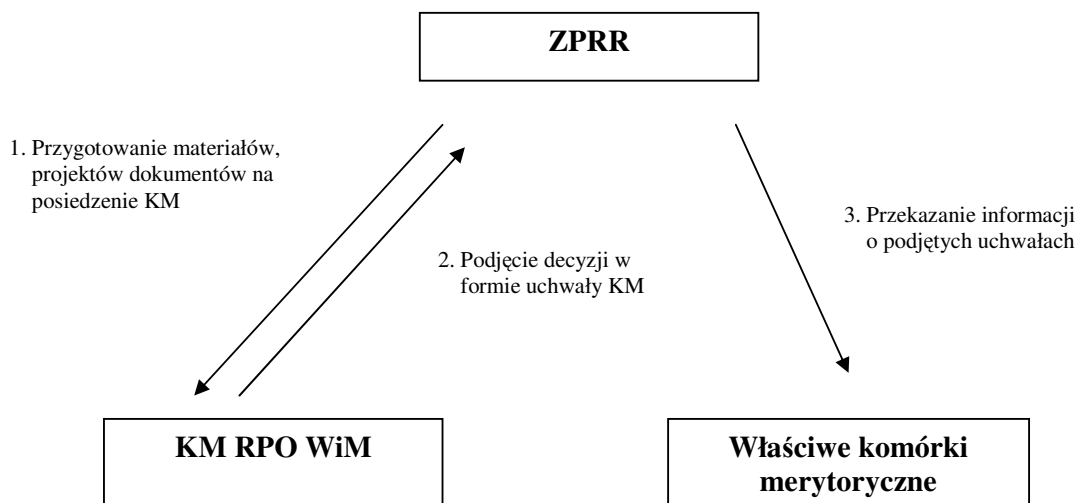 ZPRR
1. Przygotowanie materiałów,
projektów dokumentów na
posiedzenie KM
2. Podjęcie decyzji w
formie uchwały KM
3. Przekazanie informacji
o podjętych uchwałach
KM RPO WiM
Właściwe komórki
merytoryczne